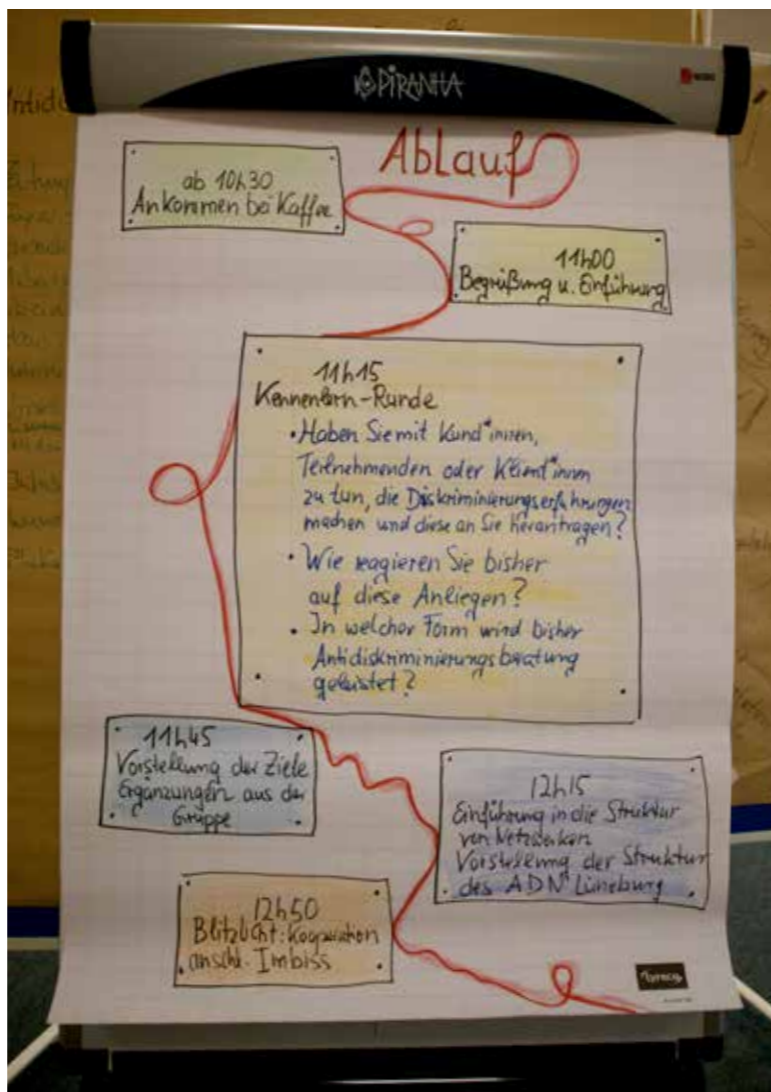 PIRANHA
Ablauf
ab 10h30
Ankommen bei Kaffee
11h00
Begrüßung u. Einführung
11h15
Kennenlern-Runde
• Haben Sie mit Kund*innen,
Teilnehmenden oder Klient*innen
zu tun, die Diskriminierungserfahrungen
machen und diese an Sie herantragen?
• Wie reagieren Sie bisher
auf diese Anliegen?
• In welcher Form wird bisher
Antidiskriminierungsberatung
geleistet?
11h45
Vorstellung der Ziele
Ergänzungen aus der
Gruppe
12h15
Einführung in die Struktur
von Netzwerken
Vorstellung der Struktur
des ADN Lüneburg
12h50
Blitzlicht: Kooperation
anschl. Imbiss